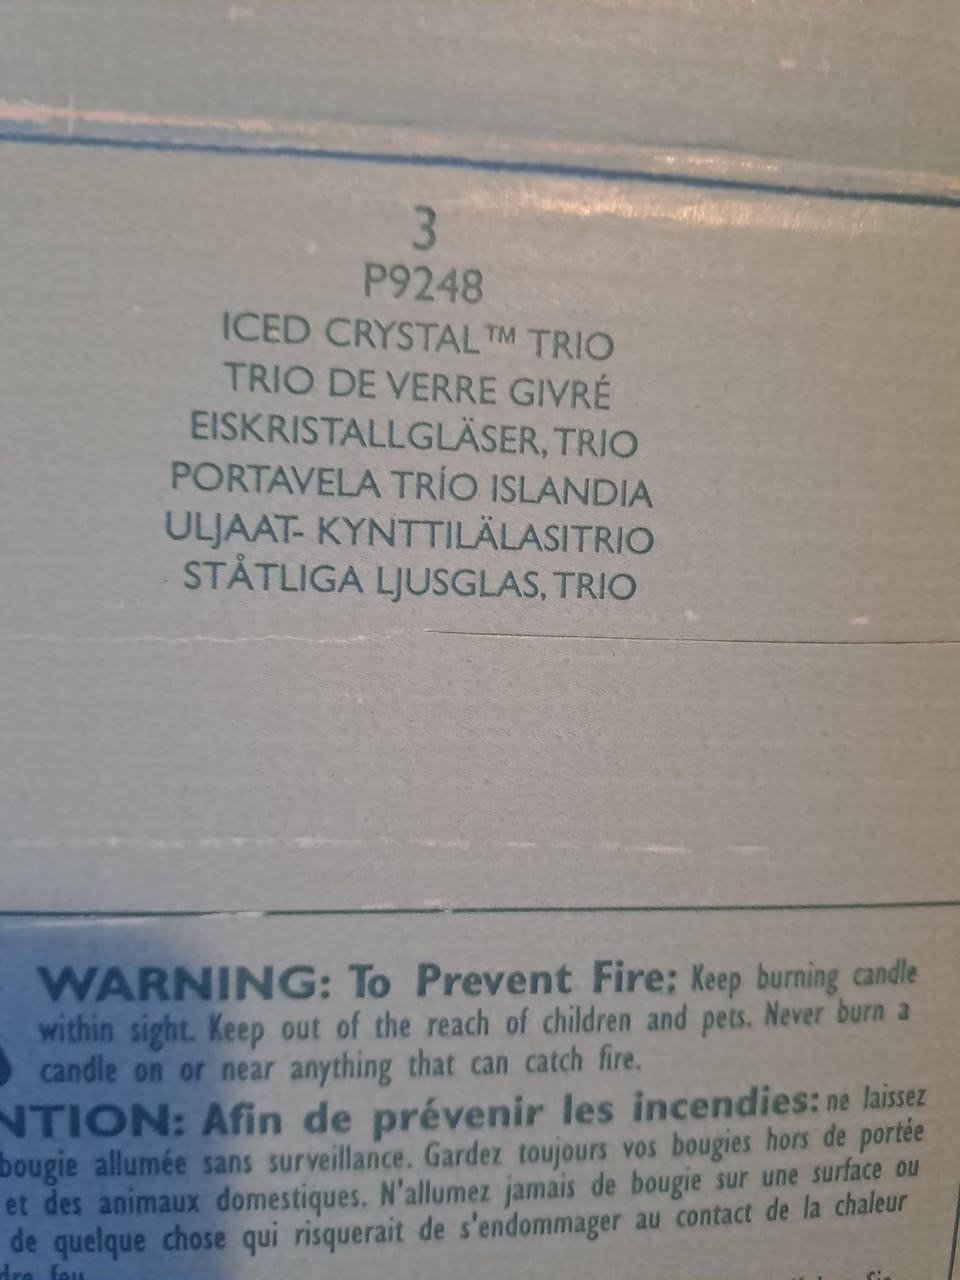 3
P9248
ICED CRYSTAL™ TRIO
TRIO DE VERRE GIVRÉ
EISKRISTALLGLÄSER, TRIO
PORTAVELA TRÍO ISLANDIA
ULJAAT- KYNTTILÄLASITRIO
STÅTLIGA LJUSGLAS, TRIO
WARNING: To Prevent Fire: Keep burning candle
within sight. Keep out of the reach of children and pets. Never burn a
candle on or near anything that can catch fire.
NTION: Afin de prévenir les incendies: ne laissez
bougie allumée sans surveillance. Gardez toujours vos bougies hors de portée
et des animaux domestiques. N'allumez jamais de bougie sur une surface ou
de quelque chose qui risquerait de s'endommager au contact de la chaleur
dre feu